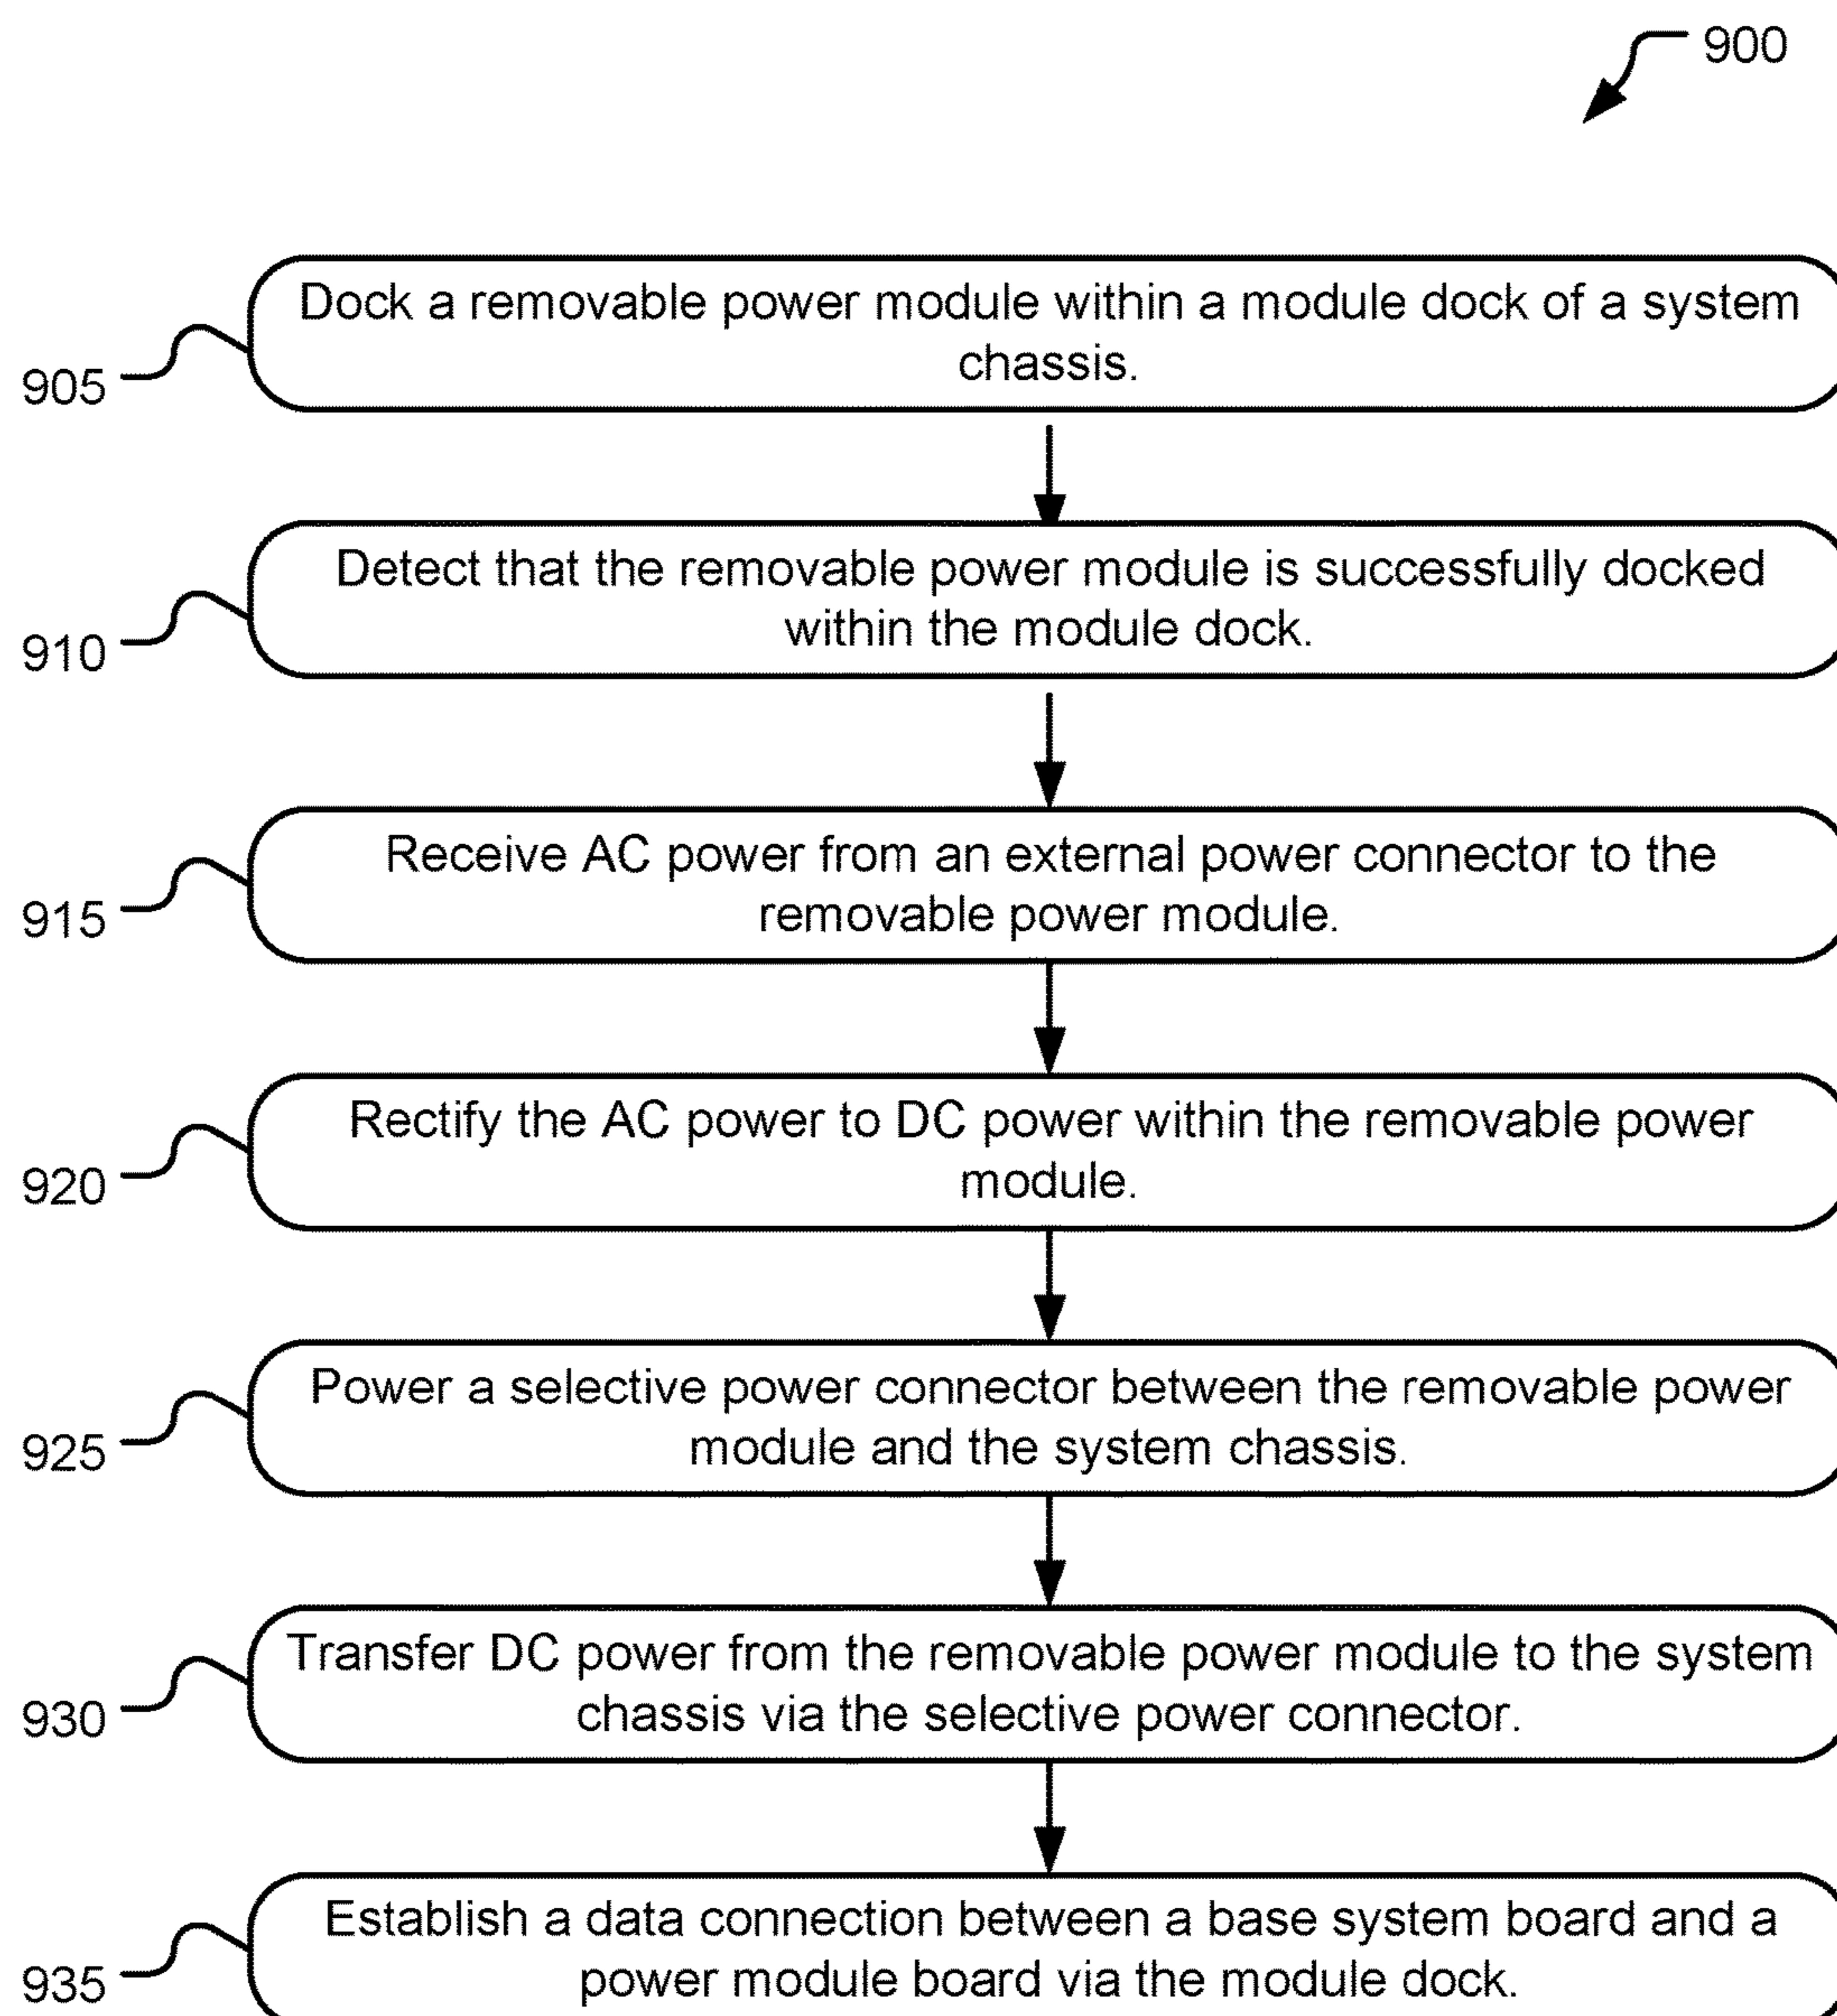 900
Dock a removable power module within a module dock of a system
chassis.
905
Detect that the removable power module is successfully docked
within the module dock.
910
Receive AC power from an external power connector to the
removable power module.
915
Rectify the AC power to DC power within the removable power
module.
920
Power a selective power connector between the removable power
module and the system chassis.
925
Transfer DC power from the removable power module to the system
chassis via the selective power connector.
930
Establish a data connection between a base system board and a
power module board via the module dock.
935